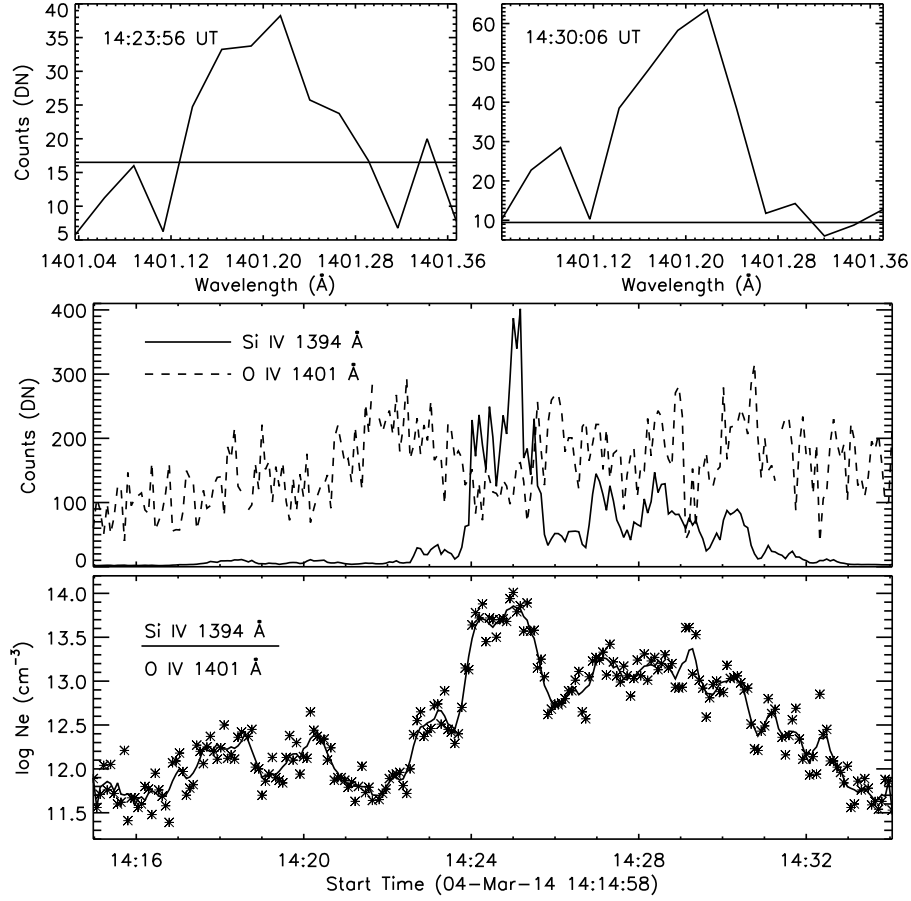 14:23:56 UT
Counts (DN)
40
35
30
25
20
15
10
5
1401.04 1401.12 1401.20 1401.28 1401.36
Wavelength (Å)
14:30:06 UT
60
50
40
30
20
10
1401.12 1401.20 1401.28 1401.36
Wavelength (Å)
Counts (DN)
400
300
200
100
0
Si IV 1394 Å
O IV 1401 Å
log Ne (cm⁻³)
14.0
13.5
13.0
12.5
12.0
11.5
Si IV 1394 Å
O IV 1401 Å
14:16 14:20 14:24 14:28 14:32
Start Time (04-Mar-14 14:14:58)